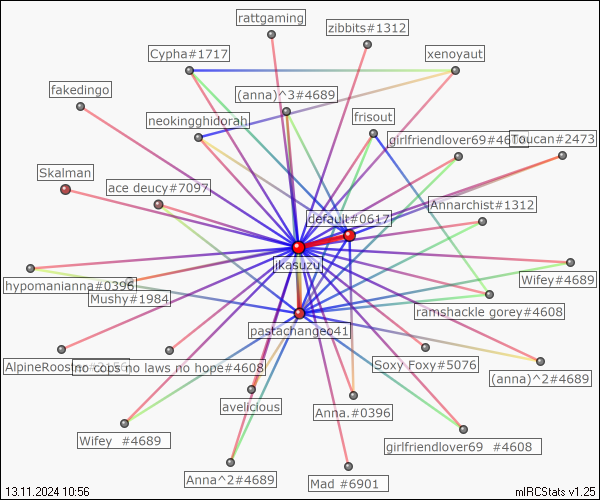 rattgaming
zibbits#1312
Cypha#1717
xenoyaut
fakedingo
(anna)^3#4689
neokingghidorah
frisout
girlfriendlover69#46
Toucan#2473
Skalman
ace deucy#7097
default#0617
Annarchist#1312
jkasuzu
hypomanianna#0396
Mushy#1984
Wifey#4689
ramshackle gorey#4608
pastachangeo41
AlpineRooster
no cops no laws no hope#4608
Soxy Foxy#5076
(anna)^2#4689
avelicious
Anna.#0396
Wifey #4689
girlfriendlover69 #4608
Anna^2#4689
Mad #6901
13.11.2024 10:56
mIRCStats v1.25